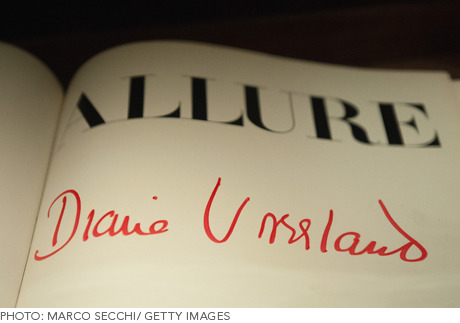 ALLURE
Diana Vreeland
PHOTO: MARCO SECCHI/ GETTY IMAGES